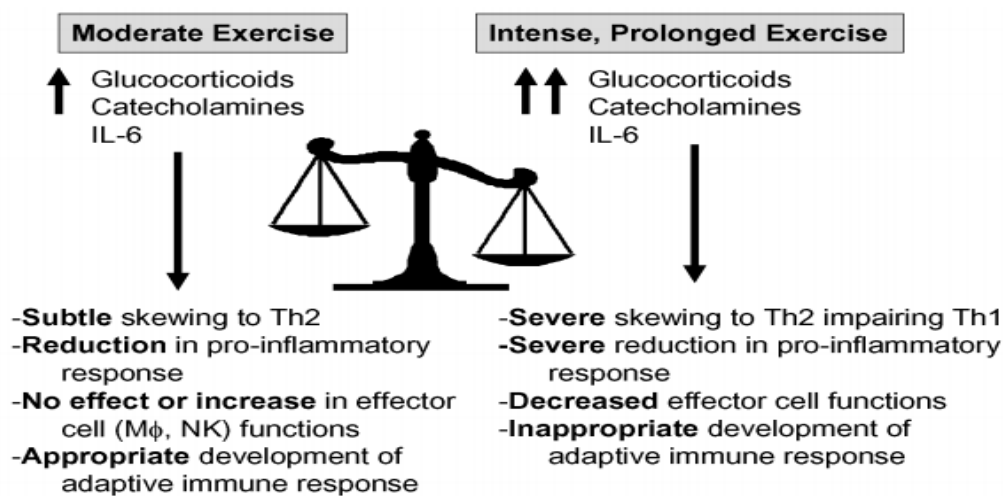 Moderate Exercise
Glucocorticoids
Catecholamines
IL-6
-Subtle skewing to Th2
-Reduction in pro-inflammatory
response
-No effect or increase in effector
cell (Mϕ, NK) functions
-Appropriate development of
adaptive immune response
Intense, Prolonged Exercise
Glucocorticoids
Catecholamines
IL-6
-Severe skewing to Th2 impairing Th1
-Severe reduction in pro-inflammatory
response
-Decreased effector cell functions
-Inappropriate development of
adaptive immune response